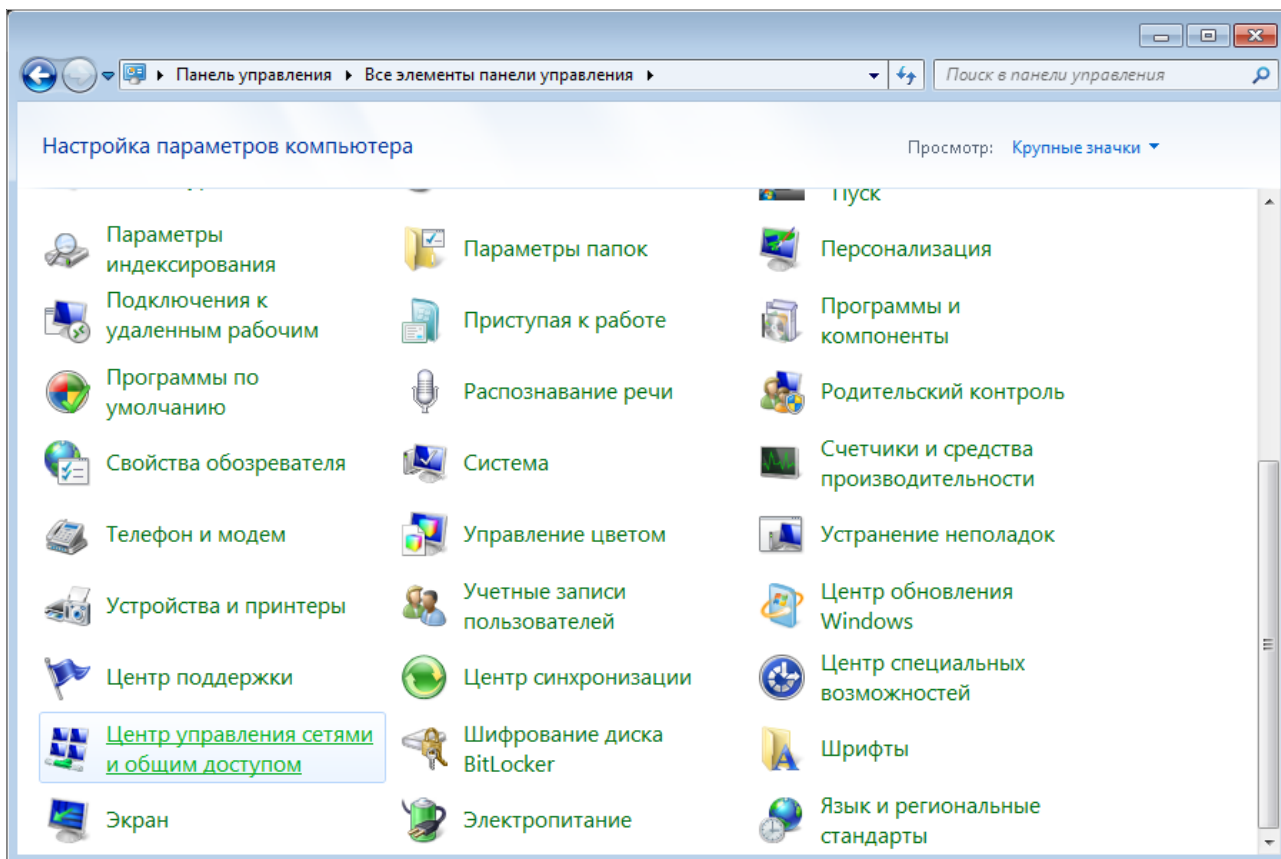 Панель управления
Все элементы панели управления
Поиск в панели управления
Настройка параметров компьютера
Просмотр: Крупные значки
Пуск
Параметры
индексирования
Параметры папок
Персонализация
Подключения к
удаленным рабочим
Приступая к работе
Программы и
компоненты
Программы по
умолчанию
Распознавание речи
Родительский контроль
Свойства обозревателя
Система
Счетчики и средства
производительности
Телефон и модем
Управление цветом
Устранение неполадок
Устройства и принтеры
Учетные записи
пользователей
Центр обновления
Windows
Центр поддержки
Центр синхронизации
Центр специальных
возможностей
Центр управления сетями
и общим доступом
Шифрование диска
BitLocker
Шрифты
Экран
Электропитание
Язык и региональные
стандарты